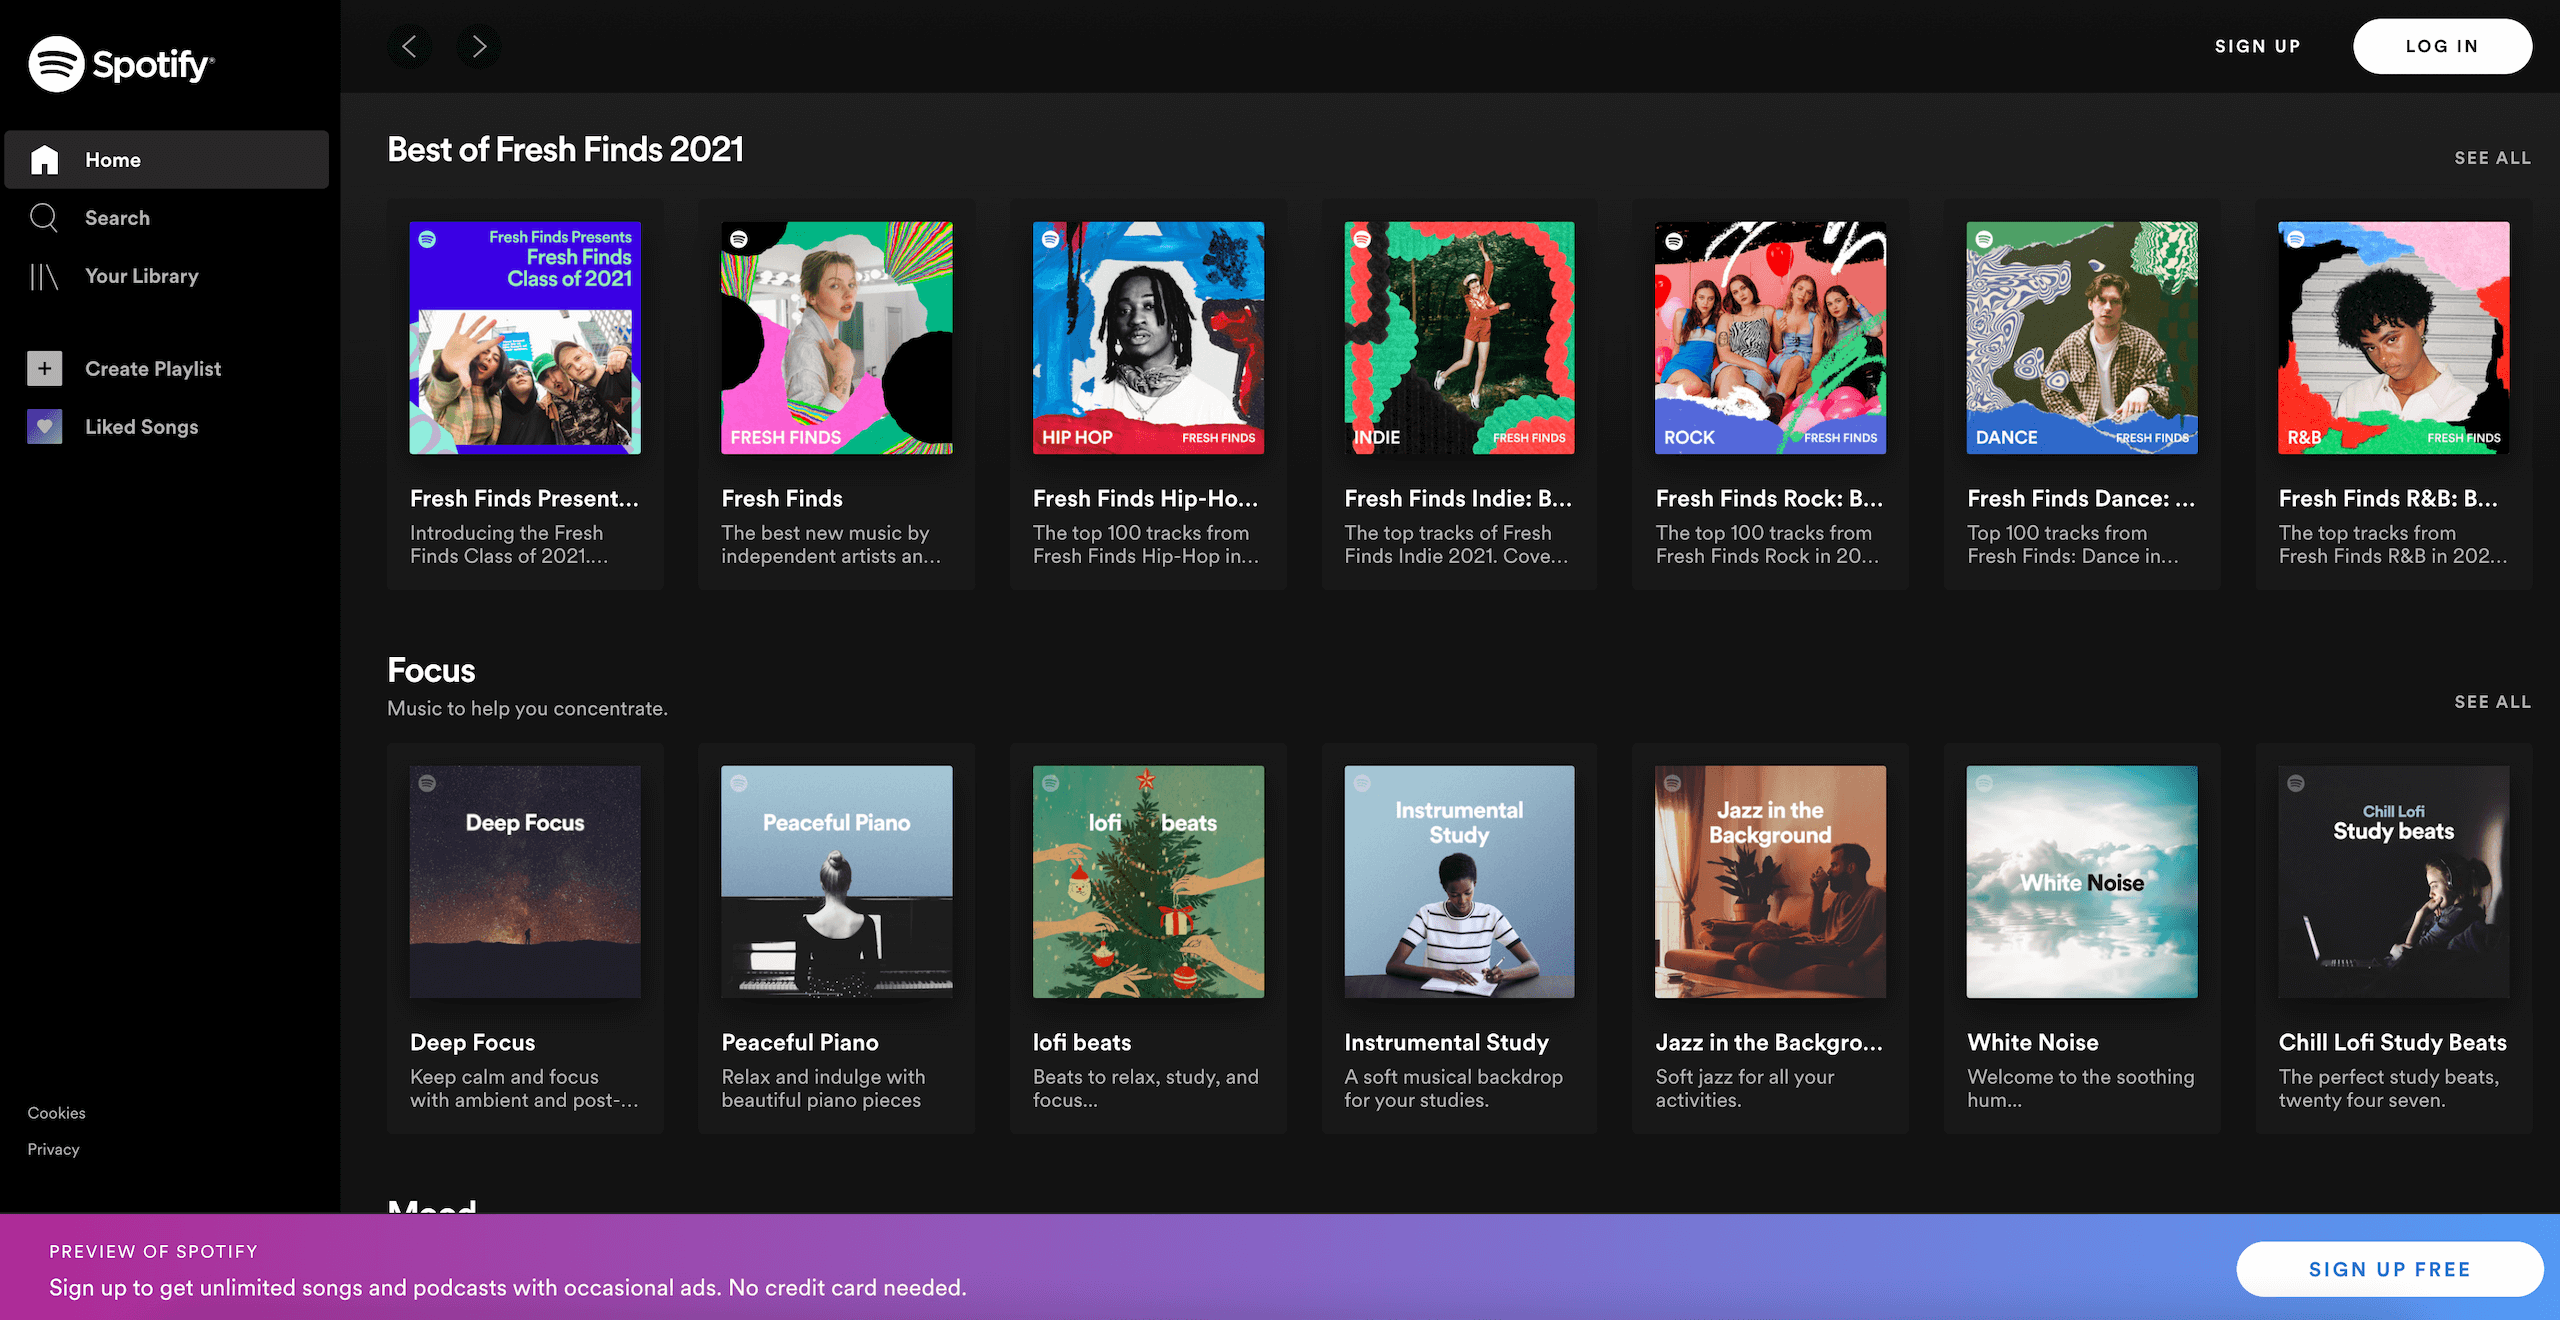 Spotify
SIGN UP
LOG IN
Home
Search
Your Library
Create Playlist
Liked Songs
Cookies
Privacy
Best of Fresh Finds 2021
SEE ALL
Fresh Finds Presents
Fresh Finds
Class of 2021
FRESH FINDS
HIP HOP
FRESH FINDS
INDIE
FRESH FINDS
ROCK
FRESH FINDS
DANCE
FRESH FINDS
R&B
FRESH FINDS
Fresh Finds Present...
Introducing the Fresh
Finds Class of 2021....
Fresh Finds
The best new music by
independent artists an...
Fresh Finds Hip-Ho...
The top 100 tracks from
Fresh Finds Hip-Hop in...
Fresh Finds Indie: B...
The top tracks of Fresh
Finds Indie 2021. Cove...
Fresh Finds Rock: B...
The top 100 tracks from
Fresh Finds Rock in 20...
Fresh Finds Dance: ...
Top 100 tracks from
Fresh Finds: Dance in...
Fresh Finds R&B: B...
The top tracks from
Fresh Finds R&B in 202...
Focus
Music to help you concentrate.
SEE ALL
Deep Focus
Peaceful Piano
lofi beats
Instrumental
Study
Jazz in the
Background
White Noise
Chill Lofi
Study beats
Deep Focus
Keep calm and focus
with ambient and post-...
Peaceful Piano
Relax and indulge with
beautiful piano pieces
lofi beats
Beats to relax, study, and
focus...
Instrumental Study
A soft musical backdrop
for your studies.
Jazz in the Backgro...
Soft jazz for all your
activities.
White Noise
Welcome to the soothing
hum...
Chill Lofi Study Beats
The perfect study beats,
twenty four seven.
Mood
PREVIEW OF SPOTIFY
Sign up to get unlimited songs and podcasts with occasional ads. No credit card needed.
SIGN UP FREE